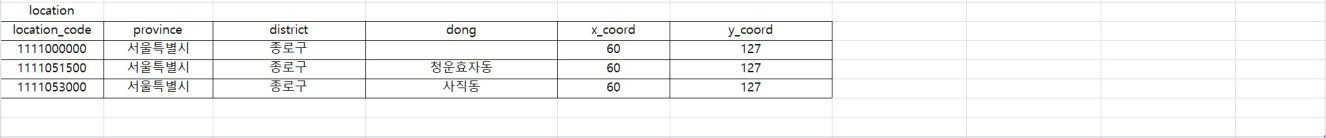 location
location_code province district dong x_coord y_coord
1111000000 서울특별시 종로구 60 127
1111051500 서울특별시 종로구 청운효자동 60 127
1111053000 서울특별시 종로구 사직동 60 127